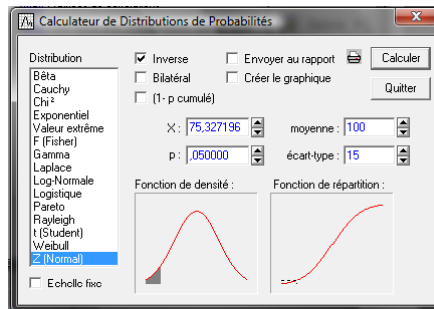 Calculateur de Distributions de Probabilités
Distribution
Bêta
Cauchy
Chi ²
Exponentiel
Valeur extrême
F (Fisher)
Gamma
Laplace
Log-Normale
Logistique
Pareto
Rayleigh
t (Student)
Weibull
Z (Normal)
Echelle fixe
Inverse
Envoyer au rapport
Calculer
Bilatéral
Créer le graphique
Quitter
(1- p cumulé)
X : 75,327196 moyenne : 100
p : ,050000 écart-type : 15
Fonction de densité : Fonction de répartition :